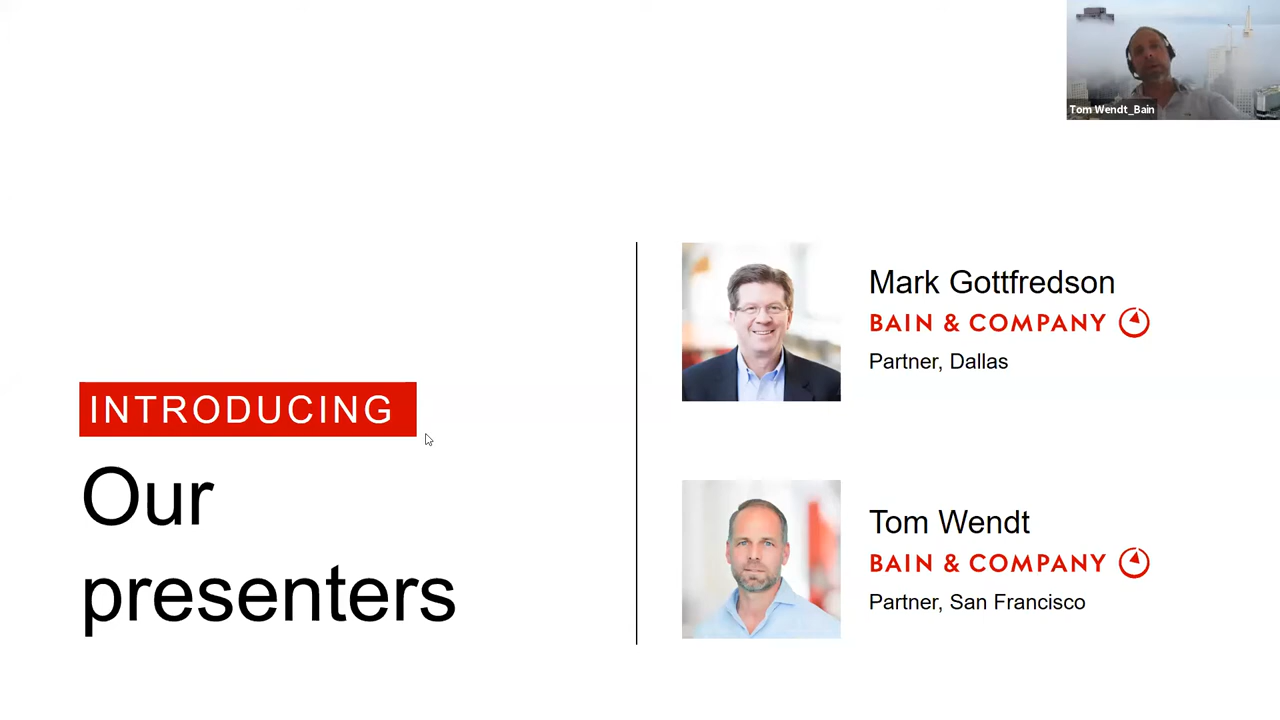 Tom Wendt_Bain
INTRODUCING
Our
presenters
Mark Gottfredson
BAIN & COMPANY
Partner, Dallas
Tom Wendt
BAIN & COMPANY
Partner, San Francisco